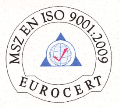 MSZ EN ISO 9001:2009
EUROCERT